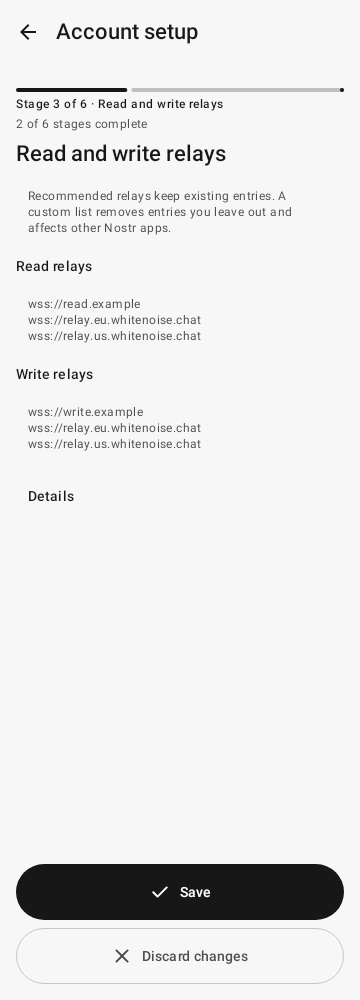 Account setup
Stage 3 of 6 · Read and write relays
2 of 6 stages complete
Read and write relays
Recommended relays keep existing entries. A
custom list removes entries you leave out and
affects other Nostr apps.
Read relays
wss://read.example
wss://relay.eu.whitenoise.chat
wss://relay.us.whitenoise.chat
Write relays
wss://write.example
wss://relay.eu.whitenoise.chat
wss://relay.us.whitenoise.chat
Details
Save
Discard changes